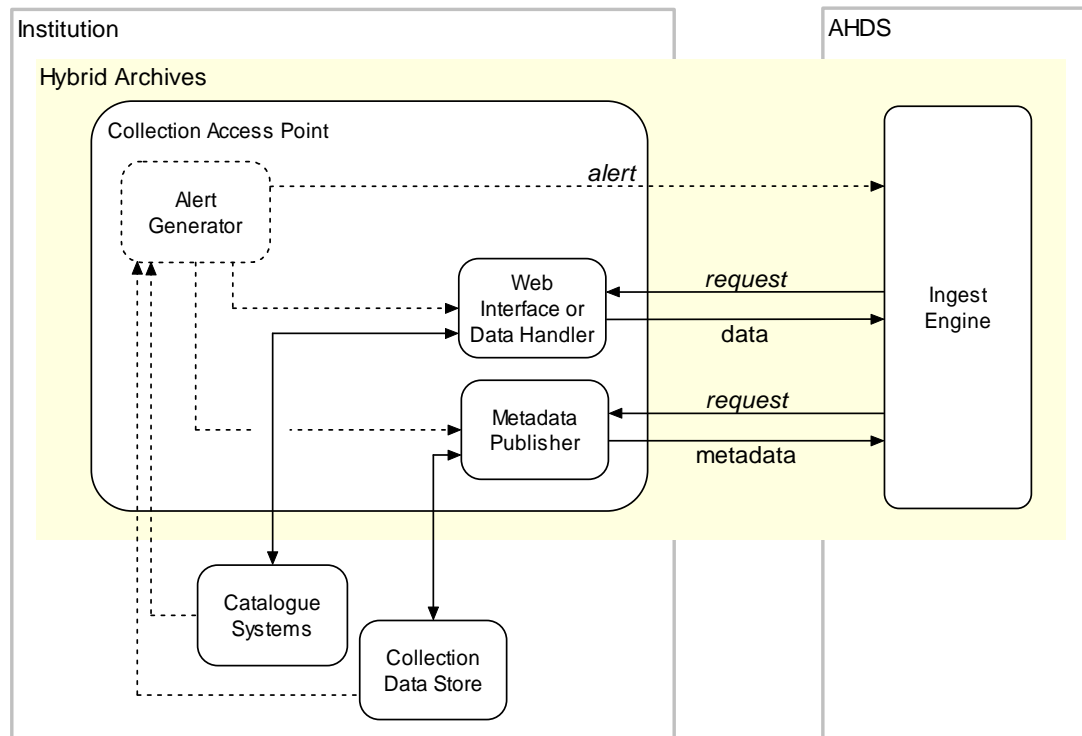 Institution
AHDS
Hybrid Archives
Collection Access Point
Alert
Generator
alert
Web
Interface or
Data Handler
request
data
Ingest
Engine
Metadada
Publisher
request
metadata
Catalogue
Systems
Collection
Data Store